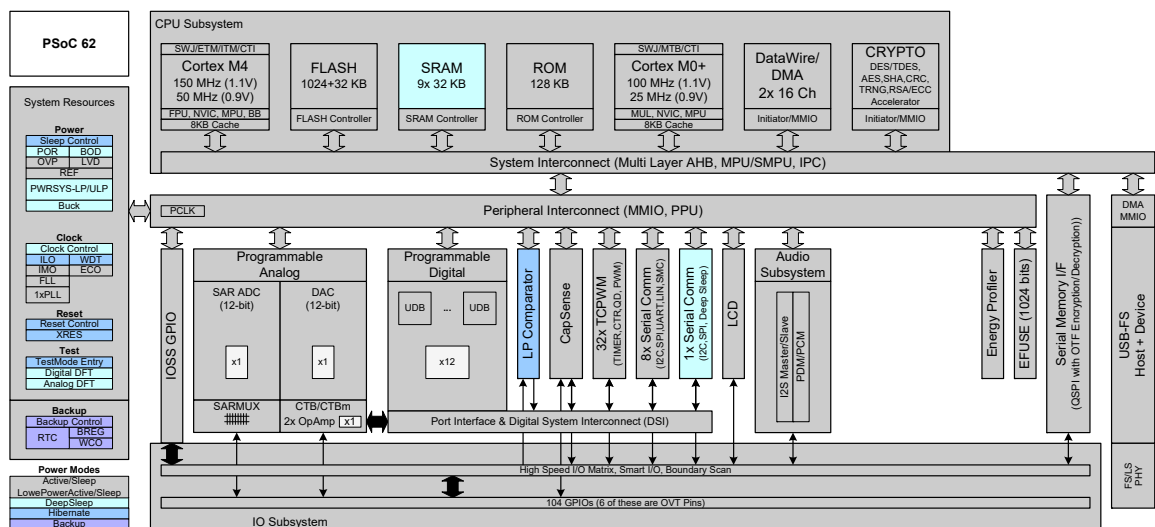 PSoC 62
System Resources
Power
Sleep Control
POR BOD
OVP LVD
REF
PWRSYS-LP/ULP
Buck
Clock
Clock Control
ILO WDT
IMO ECO
FLL
1xPLL
Reset
Reset Control
XRES
Test
TestMode Entry
Digital DFT
Analog DFT
Backup
Backup Control
RTC
BREG
WCO
Power Modes
Active/Sleep
LowePowerActive/Sleep
DeepSleep
Hibernate
Backup
CPU Subsystem
SWJ/ETM/ITM/CTI
Cortex M4
150 MHz (1.1V)
50 MHz (0.9V)
FPU, NVIC, MPU, BB
8KB Cache
FLASH
1024+32 KB
FLASH Controller
SRAM
9x 32 KB
SRAM Controller
ROM
128 KB
ROM Controller
SWJ/MTB/CTI
Cortex M0+
100 MHz (1.1V)
25 MHz (0.9V)
MUL, NVIC, MPU
8KB Cache
DataWire/
DMA
2x 16 Ch
Initiator/MMIO
CRYPTO
DES/TDES,
AES,SHA,CRC,
TRNG,RSA/ECC
Accelerator
Initiator/MMIO
System Interconnect (Multi Layer AHB, MPU/SMPU, IPC)
PCLK
Peripheral Interconnect (MMIO, PPU)
IOSS GPIO
Programmable
Analog
SAR ADC
(12-bit)
x1
SARMUX
DAC
(12-bit)
x1
CTB/CTBm
2x OpAmp x1
Programmable
Digital
UDB ... UDB
x12
LP Comparator
CapSense
32x TCPWM
(TIMER,CTR,QD, PWM)
8x Serial Comm
(I2C,SPI,UART,LIN,SMC)
1x Serial Comm
(I2C,SPI, Deep Sleep)
LCD
Audio
Subsystem
I2S Master/Slave
PDM/PCM
Energy Profiler
EFUSE (1024 bits)
Serial Memory I/F
(QSPI with OTF Encryption/Decryption))
DMA
MMIO
USB-FS
Host + Device
FS/LS
PHY
Port Interface & Digital System Interconnect (DSI)
High Speed I/O Matrix, Smart I/O, Boundary Scan
104 GPIOs (6 of these are OVT Pins)
IO Subsystem